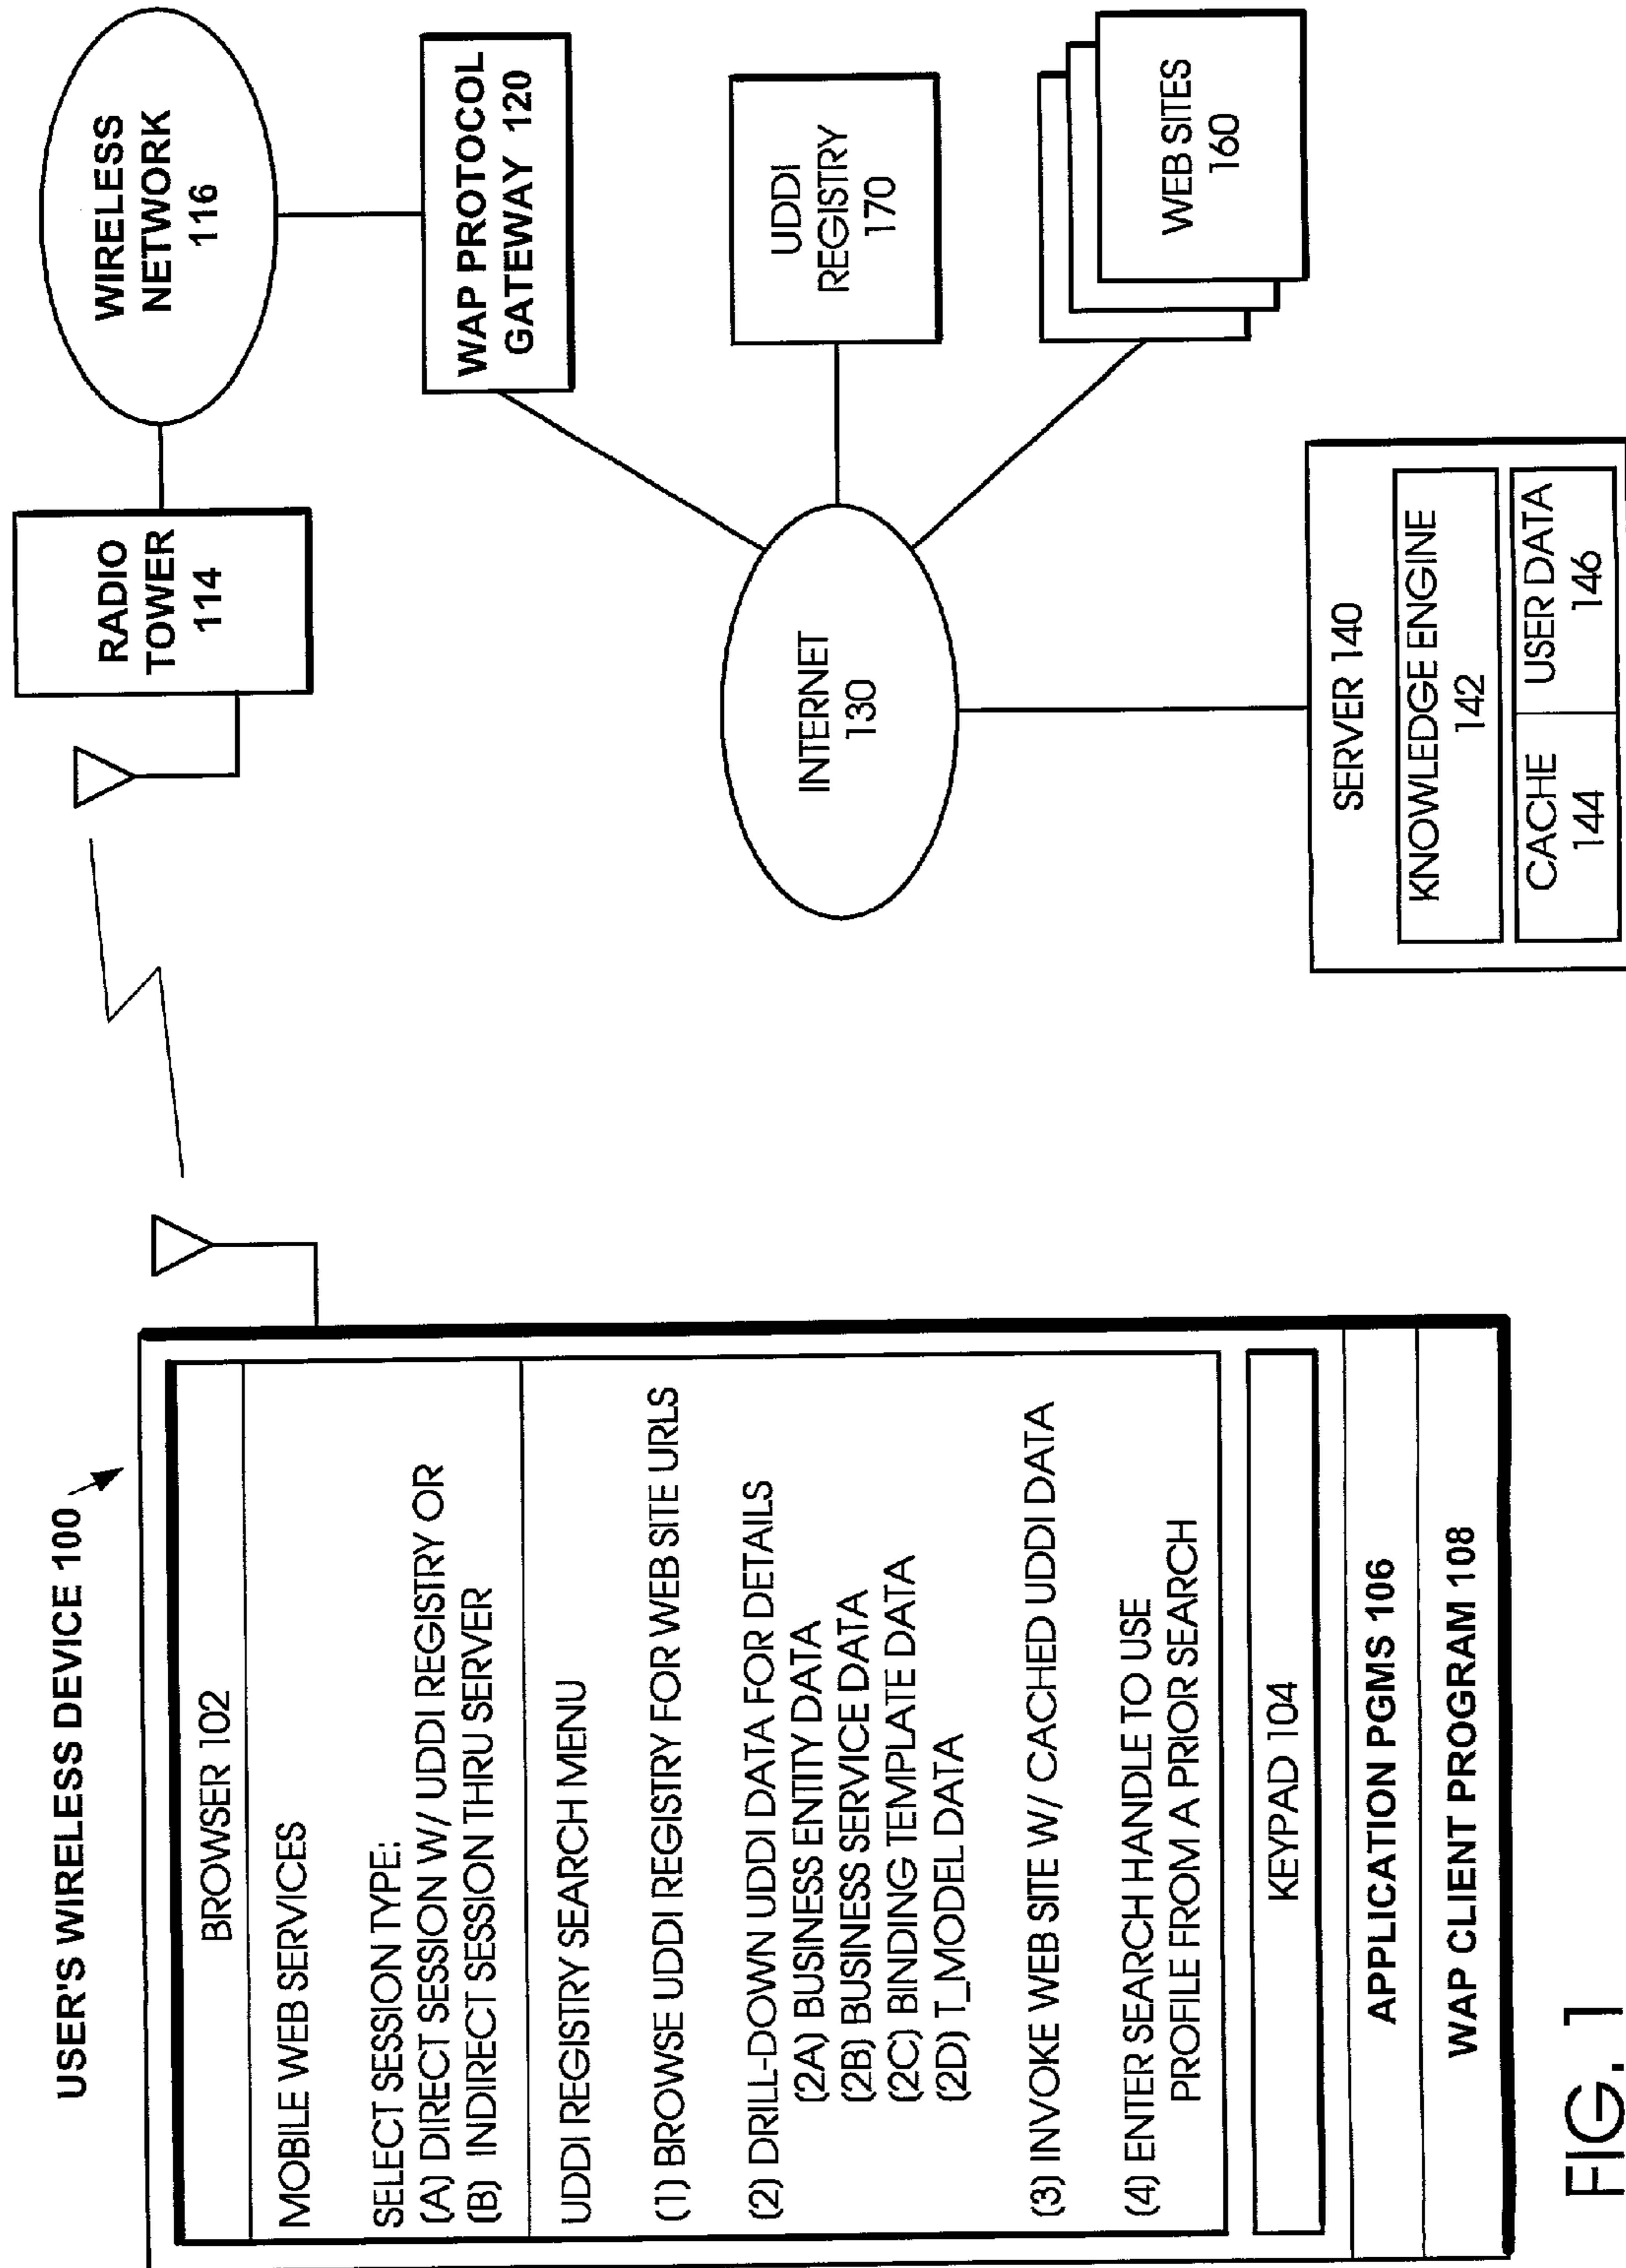 USER'S WIRELESS DEVICE 100
BROWSER 102
MOBILE WEB SERVICES
SELECT SESSION TYPE:
(A) DIRECT SESSION W/ UDDI REGISTRY OR
(B) INDIRECT SESSION THRU SERVER
UDDI REGISTRY SEARCH MENU
(1) BROWSE UDDI REGISTRY FOR WEB SITE URLS
(2) DRILL-DOWN UDDI DATA FOR DETAILS
(2A) BUSINESS ENTITY DATA
(2B) BUSINESS SERVICE DATA
(2C) BINDING TEMPLATE DATA
(2D) T_MODEL DATA
(3) INVOKE WEB SITE W/ CACHED UDDI DATA
(4) ENTER SEARCH HANDLE TO USE
PROFILE FROM A PRIOR SEARCH
KEYPAD 104
APPLICATION PGMS 106
WAP CLIENT PROGRAM 108
RADIO
TOWER
114
WIRELESS
NETWORK
116
WAP PROTOCOL
GATEWAY 120
INTERNET
130
UDDI
REGISTRY
170
WEB SITES
160
SERVER 140
KNOWLEDGE ENGINE
142
CACHE
144
USER DATA
146
FIG. 1